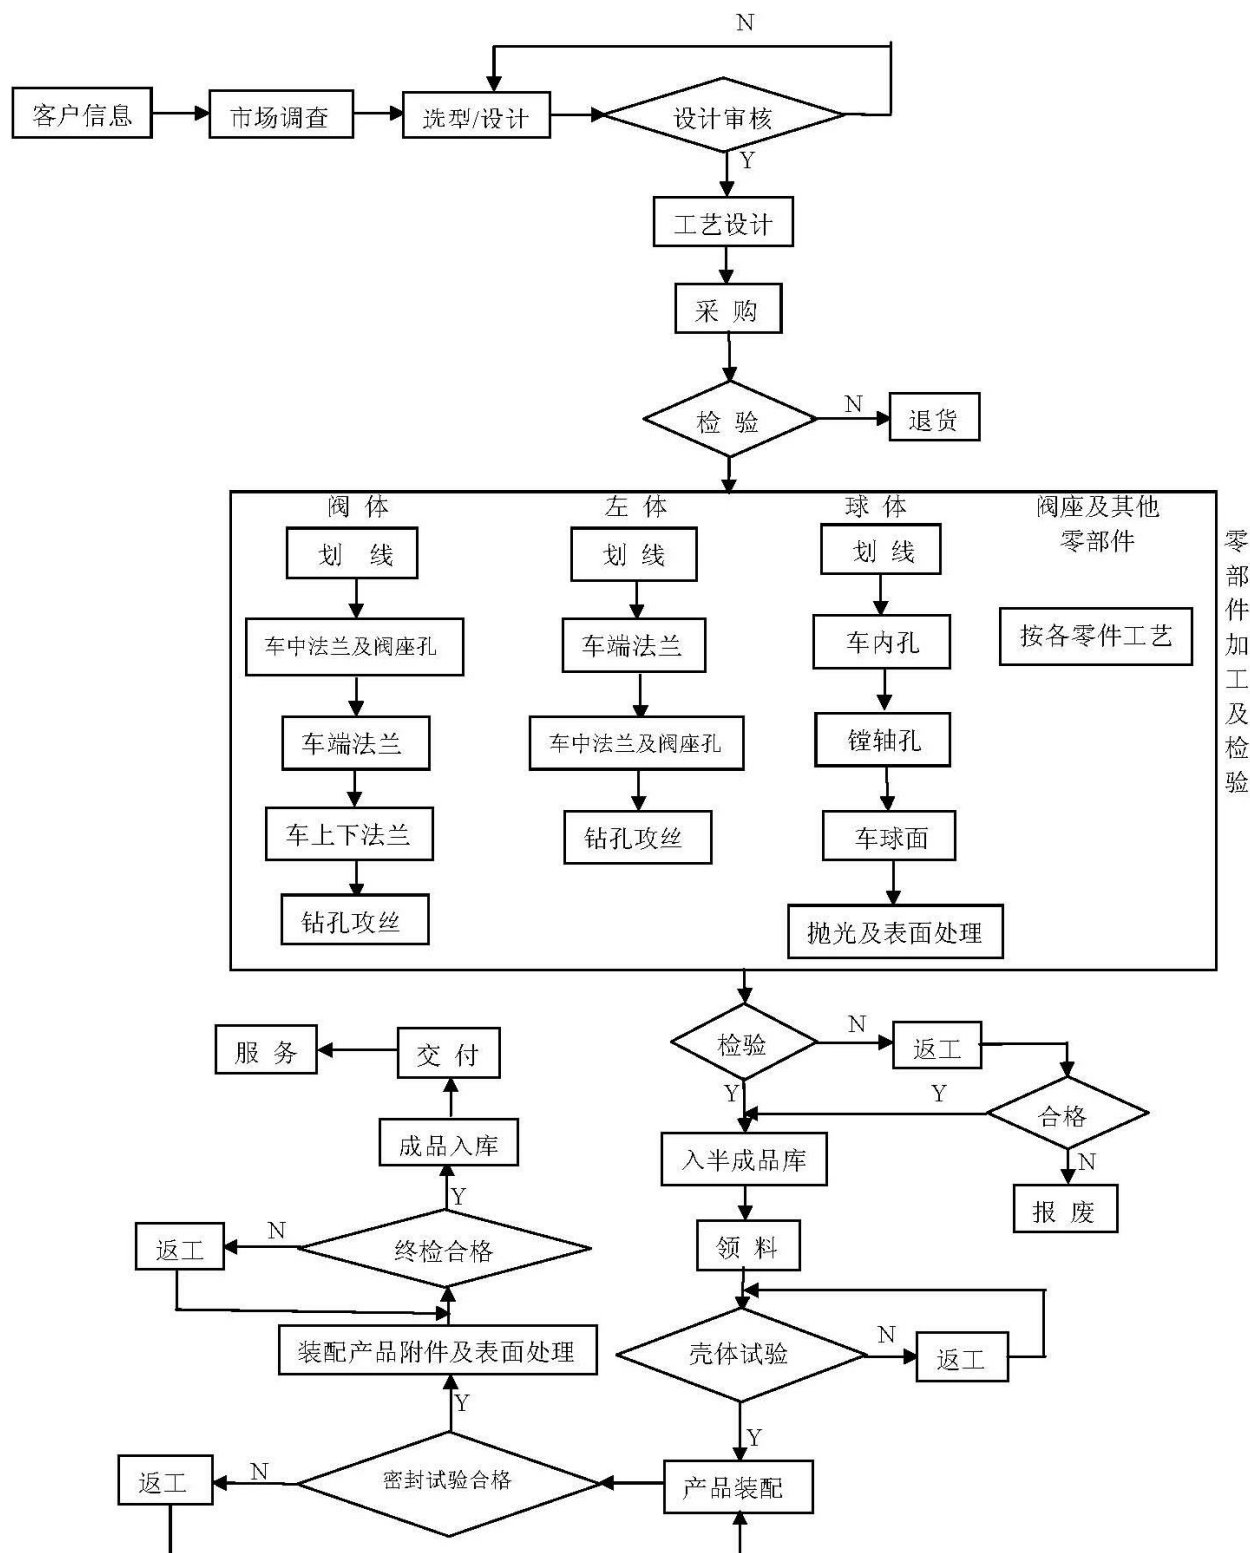 N
客户信息
市场调查
选型/设计
设计审核
Y
工艺设计
采 购
检 验
N
退货
阀 体
左 体
球 体
阀座及其他
零部件
零部件加工及检验
划 线
划 线
划 线
车中法兰及阀座孔
车端法兰
车内孔
按各零件工艺
车端法兰
车中法兰及阀座孔
镗轴孔
车上下法兰
钻孔攻丝
车球面
钻孔攻丝
抛光及表面处理
服 务
交 付
检验
N
返工
Y
Y
合格
成品入库
入半成品库
N
Y
报 废
返工
N
终检合格
领 料
装配产品附件及表面处理
壳体试验
N
返工
Y
Y
返工
N
密封试验合格
产品装配